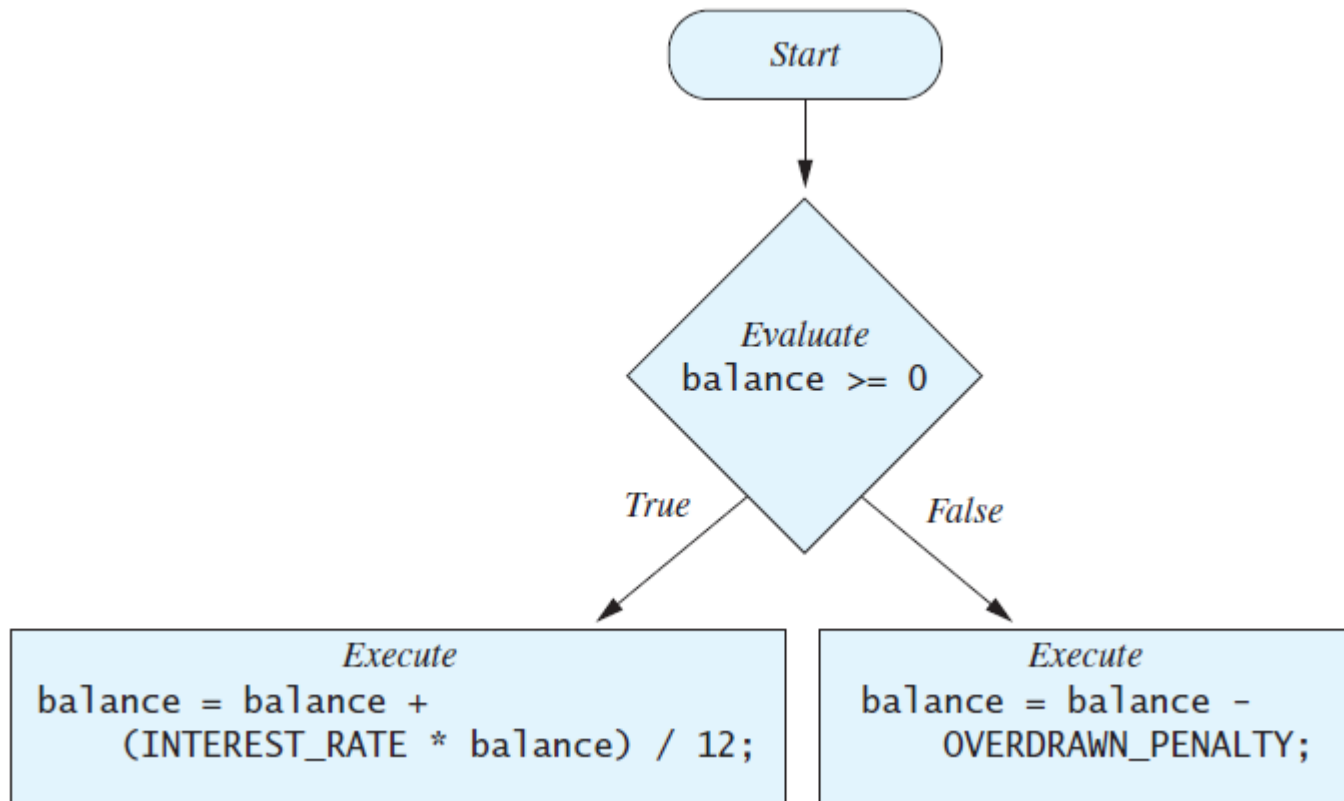 Start
Evaluate
balance >= 0
True
False
Execute
balance = balance +
(INTEREST_RATE * balance) / 12;
Execute
balance = balance -
OVERDRAWN_PENALTY;